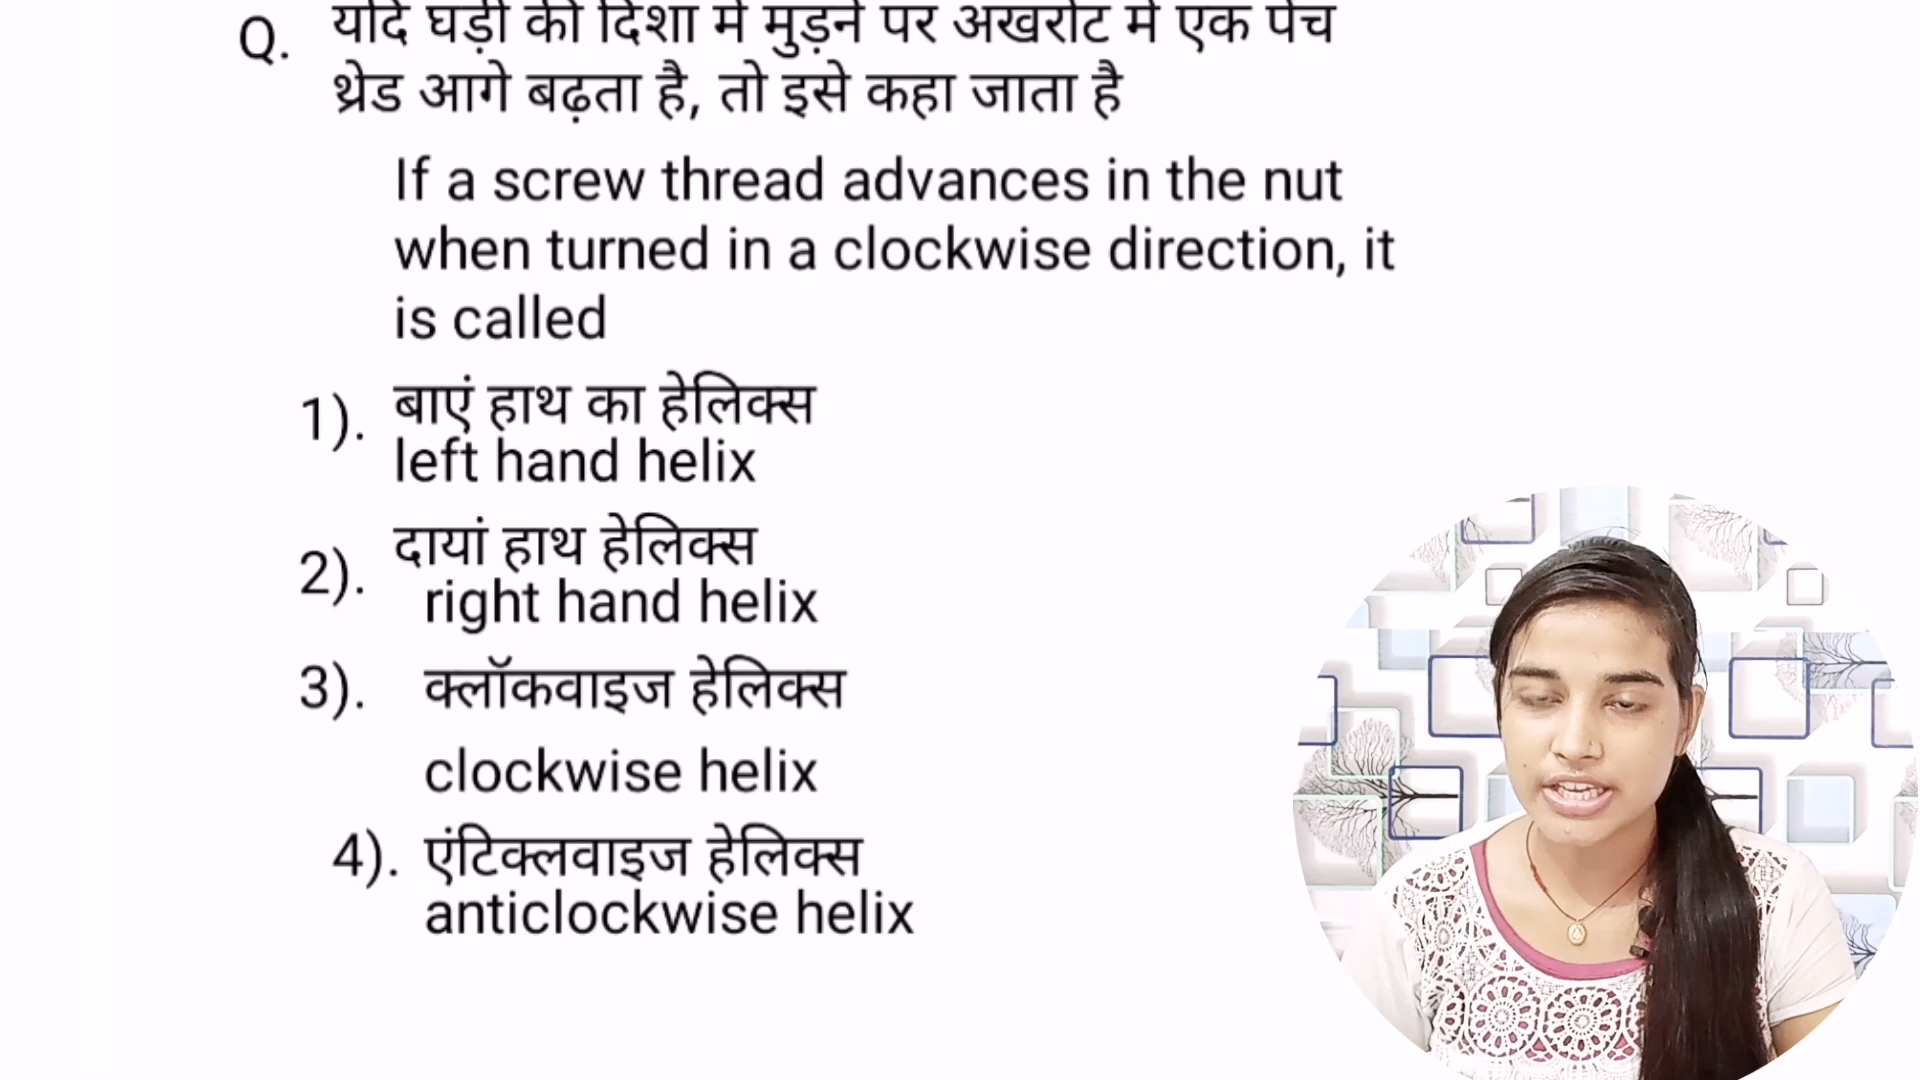 Q. यदि घड़ी की दिशा में मुड़ने पर अखरोट में एक पेंच
थ्रेड आगे बढ़ता है, तो इसे कहा जाता है
If a screw thread advances in the nut
when turned in a clockwise direction, it
is called
1). बाएं हाथ का हेलिक्स
left hand helix
2). दायां हाथ हेलिक्स
right hand helix
3). क्लॉकवाइज हेलिक्स
clockwise helix
4). एंटिक्लवाइज हेलिक्स
anticlockwise helix